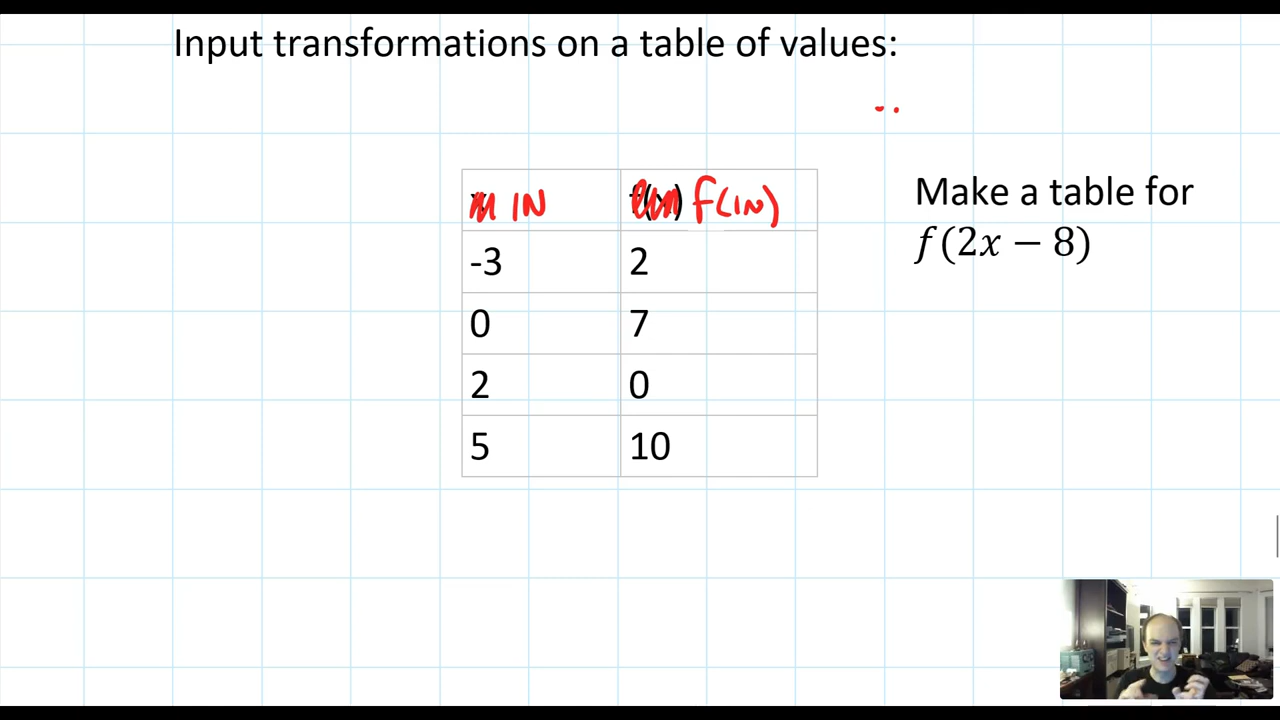 Input transformations on a table of values:
IN f(IN)
-3 2
0 7
2 0
5 10
Make a table for
f(2x − 8)